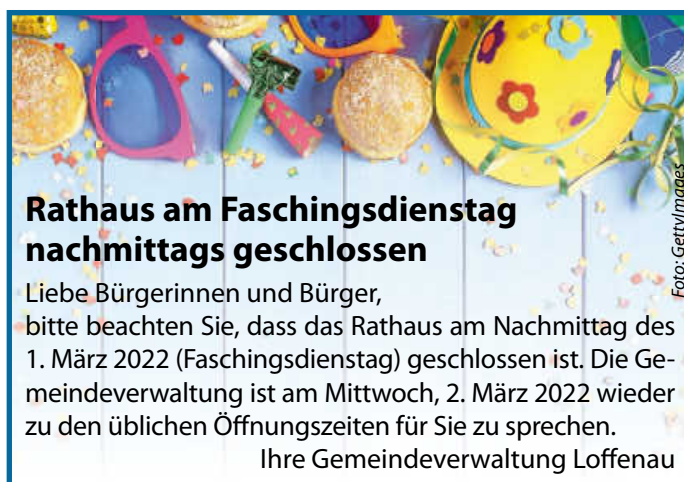 Rathaus am Faschingsdienstag
nachmittags geschlossen
Liebe Bürgerinnen und Bürger,
bitte beachten Sie, dass das Rathaus am Nachmittag des
1. März 2022 (Faschingsdienstag) geschlossen ist. Die Ge-
meindeverwaltung ist am Mittwoch, 2. März 2022 wieder
zu den üblichen Öffnungszeiten für Sie zu sprechen.
Ihre Gemeindeverwaltung Loffenau
Foto: GettyImages